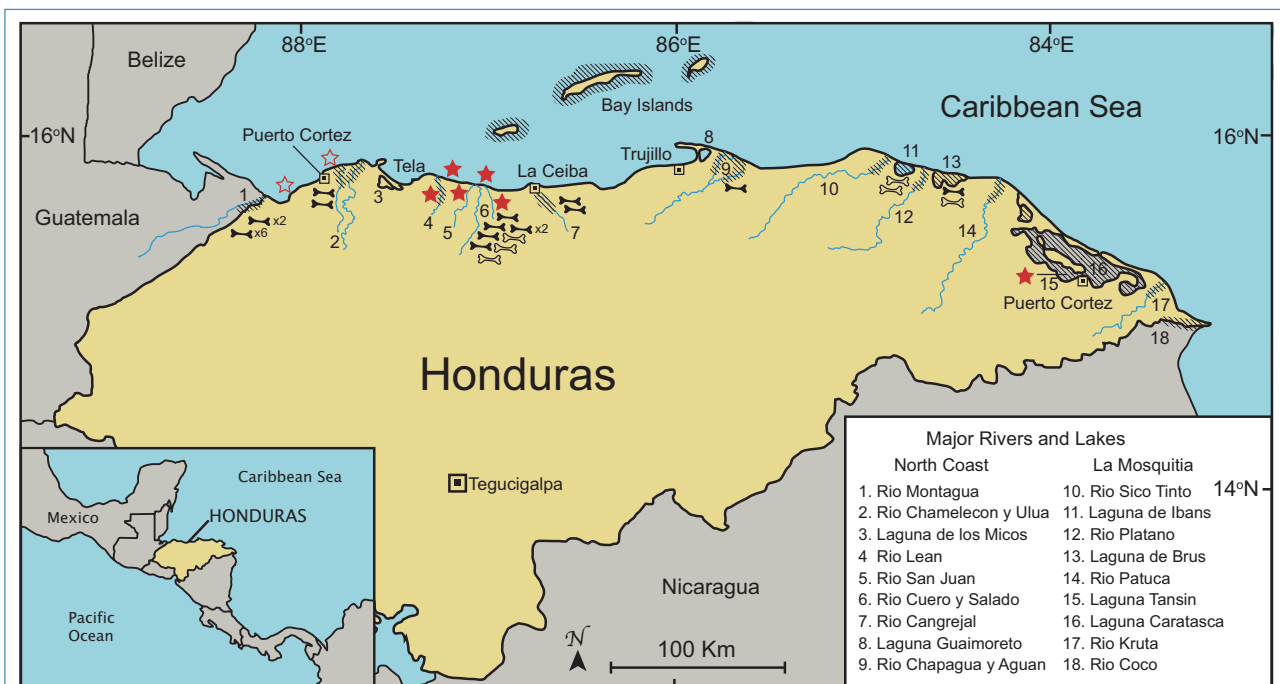 88oE
86oE
84oE
Belize
Bay Islands
Caribbean Sea
16oN
16oN
Puerto Cortez
Tela
La Ceiba
Trujillo
8
9
10
11
12
13
14
Guatemala
1
2
3
4
5
6
7
x2
x6
x2
15
16
Puerto Cortez
17
18
Honduras
Tegucigalpa
14oN
Nicaragua
N
100 Km
Caribbean Sea
Mexico
HONDURAS
Pacific
Ocean
Major Rivers and Lakes
North Coast
1. Rio Montagua
2. Rio Chamelecon y Ulua
3. Laguna de los Micos
4. Rio Lean
5. Rio San Juan
6. Rio Cuero y Salado
7. Rio Cangrejal
8. Laguna Guaimoreto
9. Rio Chapagua y Aguan
La Mosquitia
10. Rio Sico Tinto
11. Laguna de Ibans
12. Rio Platano
13. Laguna de Brus
14. Rio Patuca
15. Laguna Tansin
16. Laguna Caratasca
17. Rio Kruta
18. Rio Coco